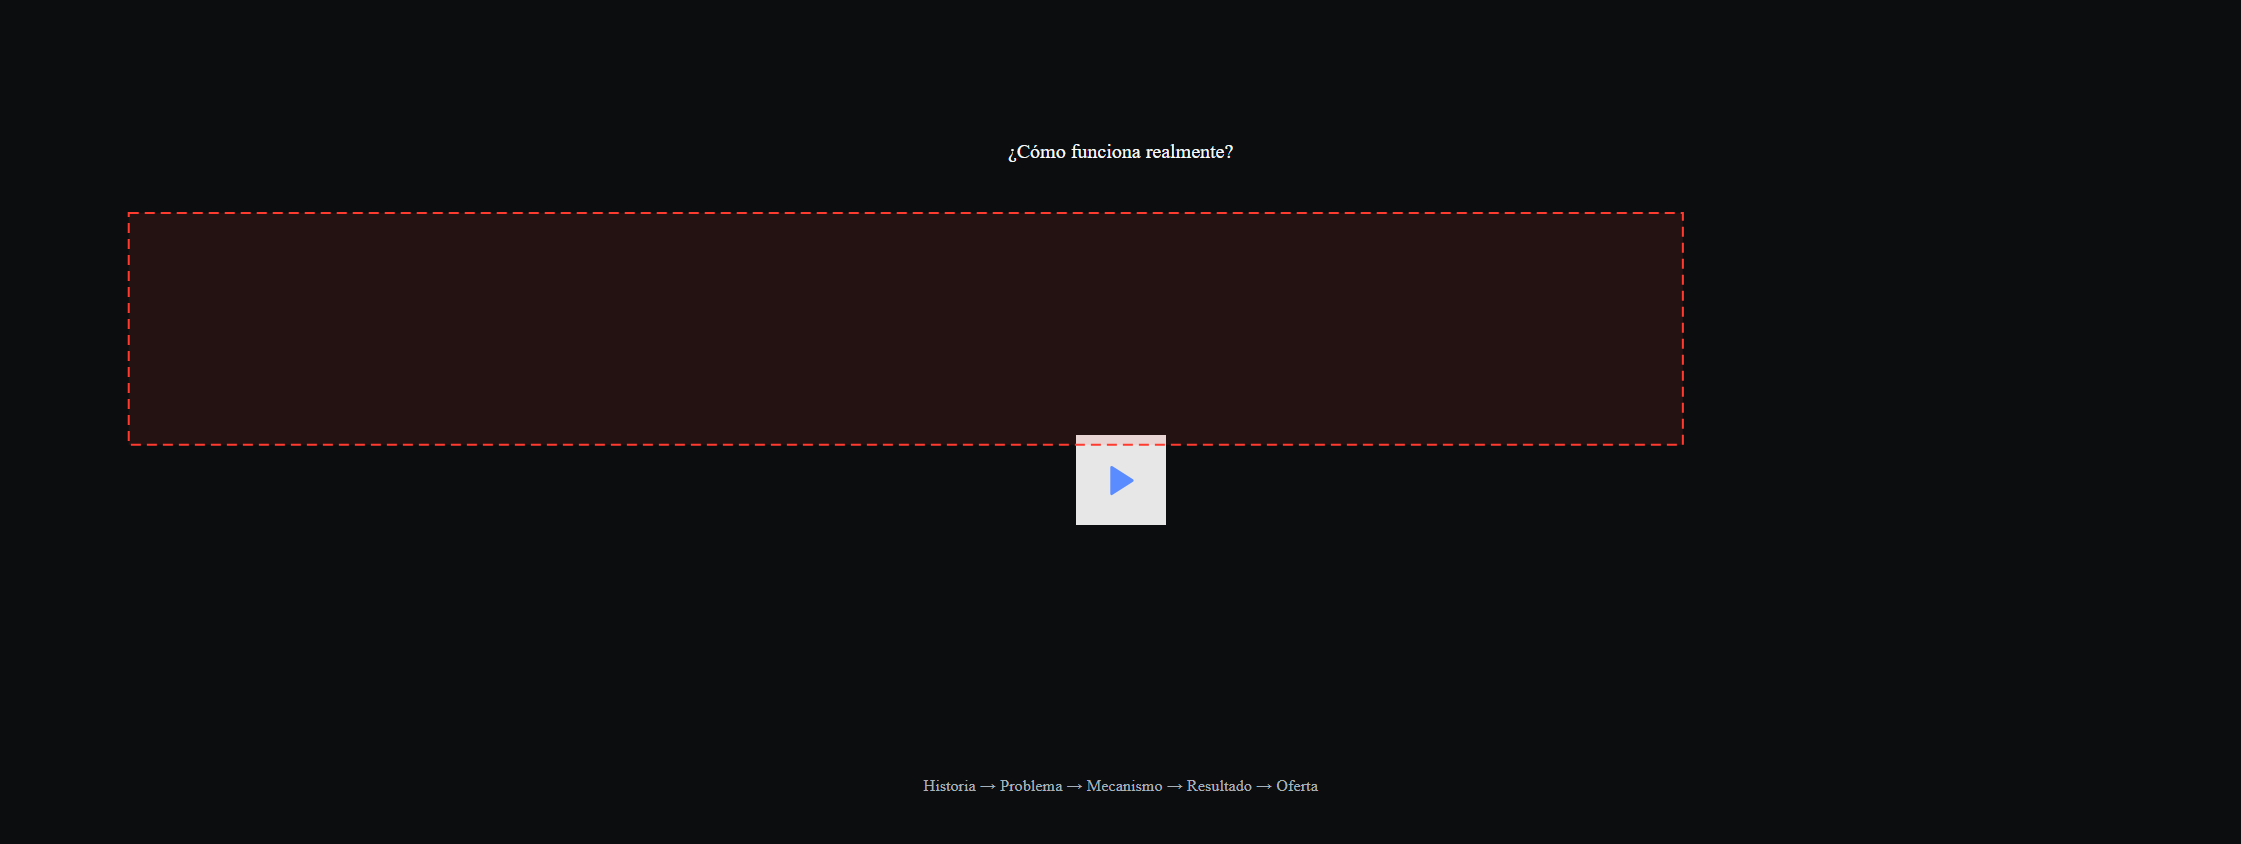 ¿Cómo funciona realmente?
Historia → Problema → Mecanismo → Resultado → Oferta